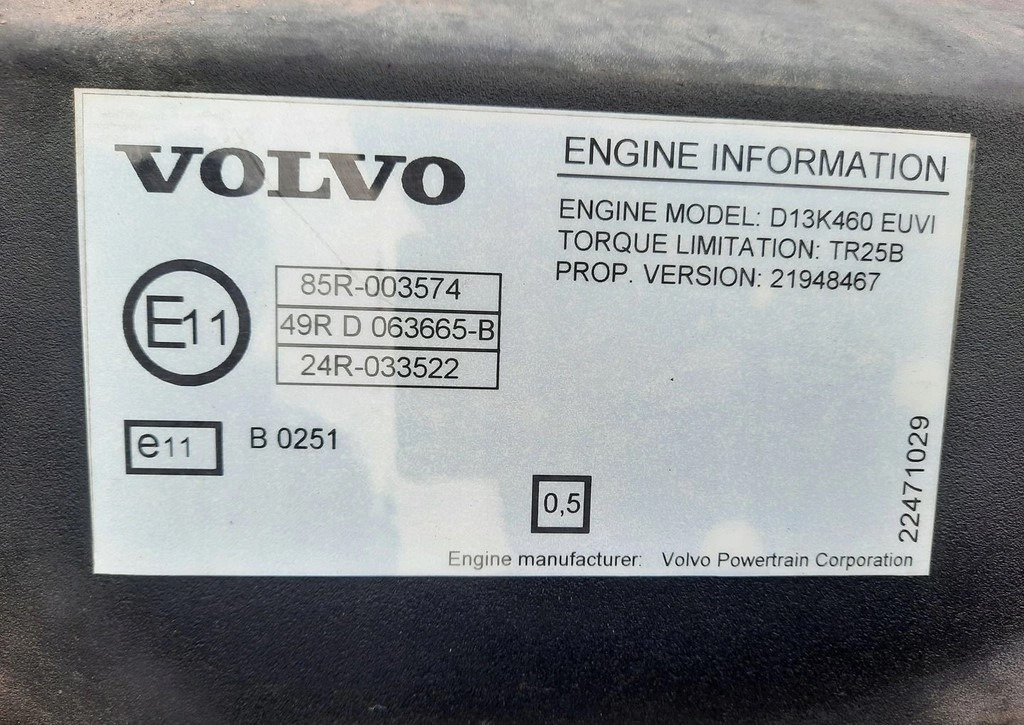 VOLVO
ENGINE INFORMATION
ENGINE MODEL: D13K460 EUVI
TORQUE LIMITATION: TR25B
PROP. VERSION: 21948467
E11
85R-003574
49R D 063665-B
24R-033522
e11
B 0251
0,5
22471029
Engine manufacturer: Volvo Powertrain Corporation